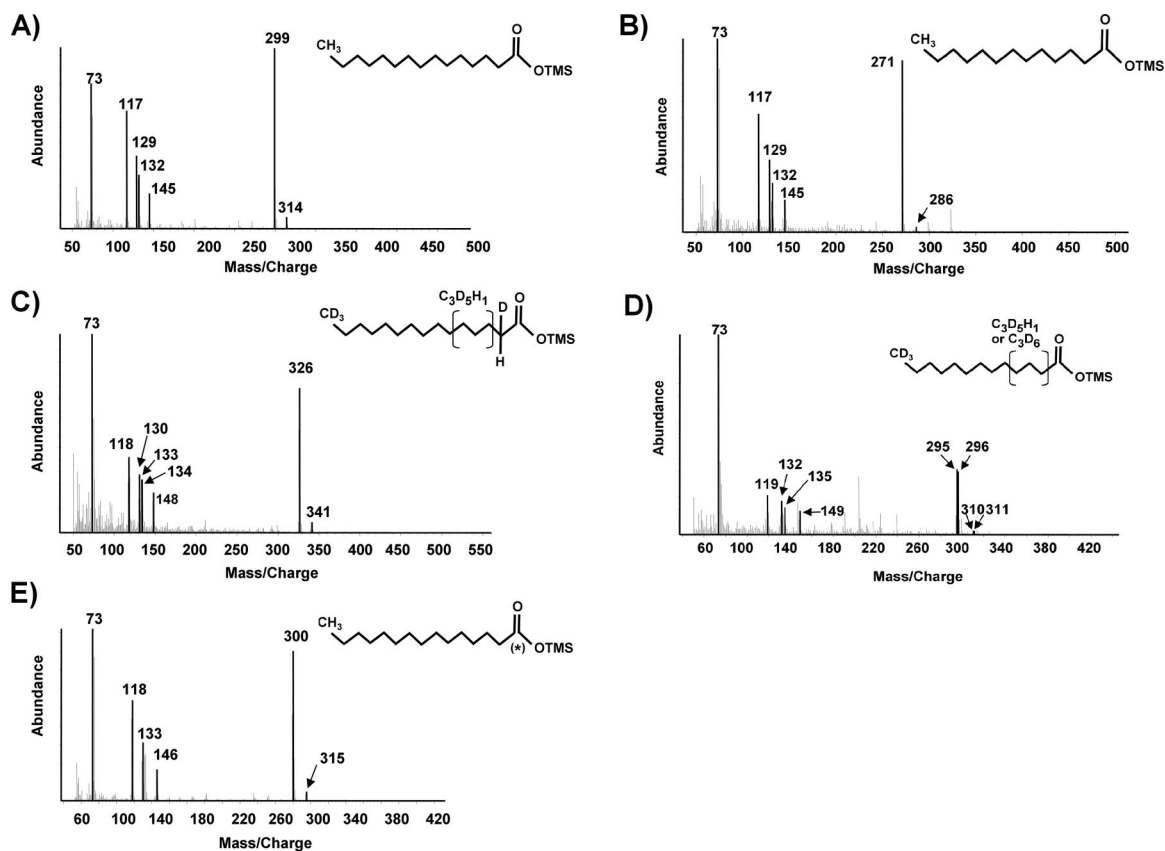 A)
CH3
O
OTMS
299
73
117
129
132
145
314
Abundance
50 100 150 200 250 300 350 400 450 500
Mass/Charge
B)
CH3
O
OTMS
73
271
117
129
132
145
286
Abundance
50 100 150 200 250 300 350 400 450 500
Mass/Charge
C)
C3D5H1
D
O
CD3
OTMS
H
73
326
118
130
133
134
148
341
Abundance
50 100 150 200 250 300 350 400 450 500 550
Mass/Charge
D)
C3D5H1
or C3D6
O
CD3
OTMS
73
295 296
119
132
135
149
310 311
Abundance
60 100 140 180 220 260 300 340 380 420
Mass/Charge
E)
CH3
O
(*)
OTMS
73
300
118
133
146
315
Abundance
60 100 140 180 220 260 300 340 380 420
Mass/Charge